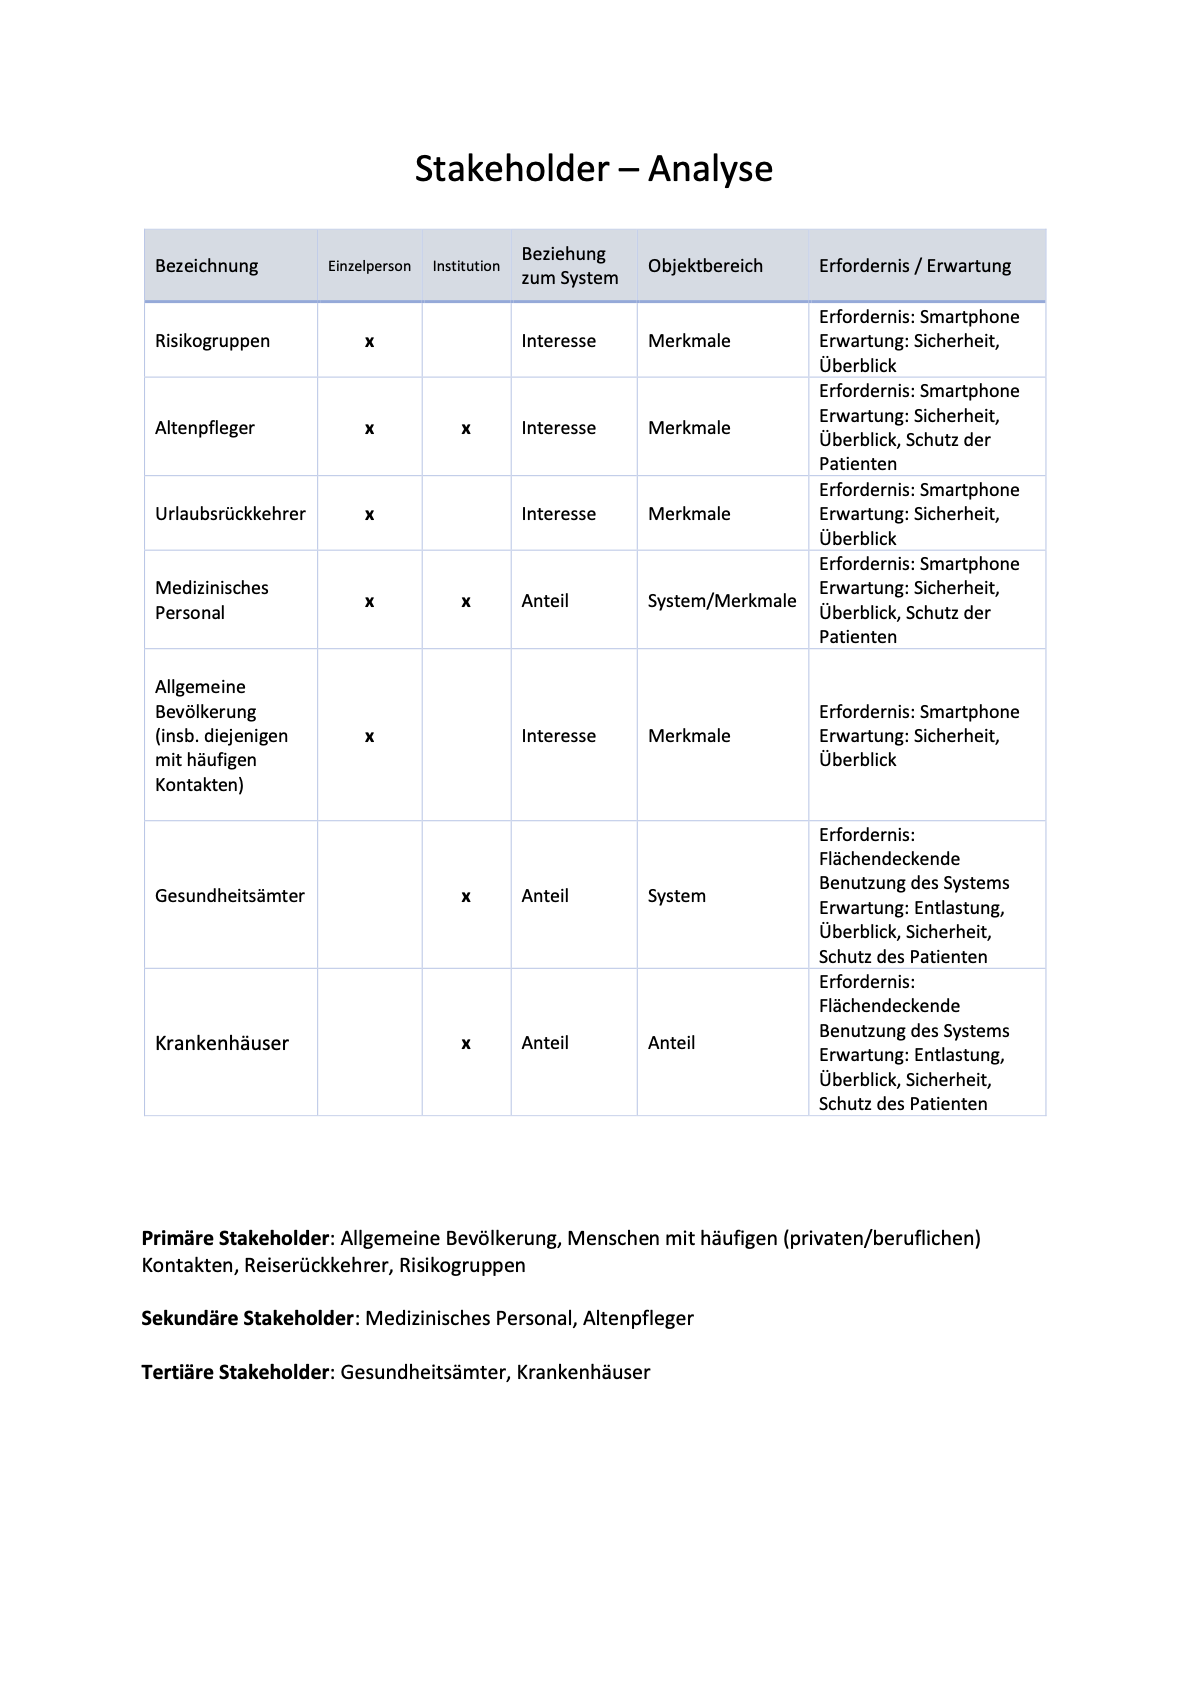 Stakeholder – Analyse
Bezeichnung
Einzelperson
Institution
Beziehung
zum System
Objektbereich
Erfordernis / Erwartung
Risikogruppen
x
Interesse
Merkmale
Erfordernis: Smartphone
Erwartung: Sicherheit,
Überblick
Altenpfleger
x
x
Interesse
Merkmale
Erfordernis: Smartphone
Erwartung: Sicherheit,
Überblick, Schutz der
Patienten
Urlaubsrückkehrer
x
Interesse
Merkmale
Erfordernis: Smartphone
Erwartung: Sicherheit,
Überblick
Medizinisches
Personal
x
x
Anteil
System/Merkmale
Erfordernis: Smartphone
Erwartung: Sicherheit,
Überblick, Schutz der
Patienten
Allgemeine
Bevölkerung
(insb. diejenigen
mit häufigen
Kontakten)
x
Interesse
Merkmale
Erfordernis: Smartphone
Erwartung: Sicherheit,
Überblick
Gesundheitsämter
x
Anteil
System
Erfordernis:
Flächendeckende
Benutzung des Systems
Erwartung: Entlastung,
Überblick, Sicherheit,
Schutz des Patienten
Krankenhäuser
x
Anteil
Anteil
Erfordernis:
Flächendeckende
Benutzung des Systems
Erwartung: Entlastung,
Überblick, Sicherheit,
Schutz des Patienten
Primäre Stakeholder: Allgemeine Bevölkerung, Menschen mit häufigen (privaten/beruflichen)
Kontakten, Reiserückkehrer, Risikogruppen
Sekundäre Stakeholder: Medizinisches Personal, Altenpfleger
Tertiäre Stakeholder: Gesundheitsämter, Krankenhäuser